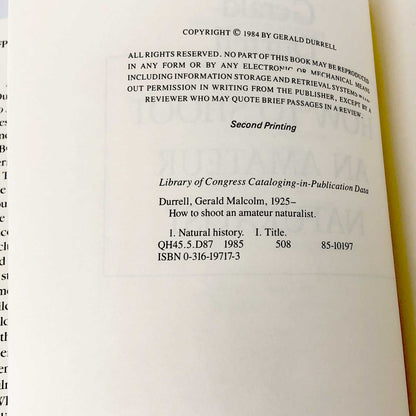 COPYRIGHT © 1984 BY GERALD DURRELL
ALL RIGHTS RESERVED. NO PART OF THIS BOOK MAY BE REPRODUCED
IN ANY FORM OR BY ANY ELECTRONIC OR MECHANICAL MEANS
INCLUDING INFORMATION STORAGE AND RETRIEVAL SYSTEMS
OUT PERMISSION IN WRITING FROM THE PUBLISHER, EXCEPT BY A
REVIEWER WHO MAY QUOTE BRIEF PASSAGES IN A REVIEW.
Second Printing
Library of Congress Cataloging-in-Publication Data
Durrell, Gerald Malcolm, 1925–
How to shoot an amateur naturalist.
1. Natural history. I. Title.
QH45.5.D87 1985 508 85-10197
ISBN 0-316-19717-3